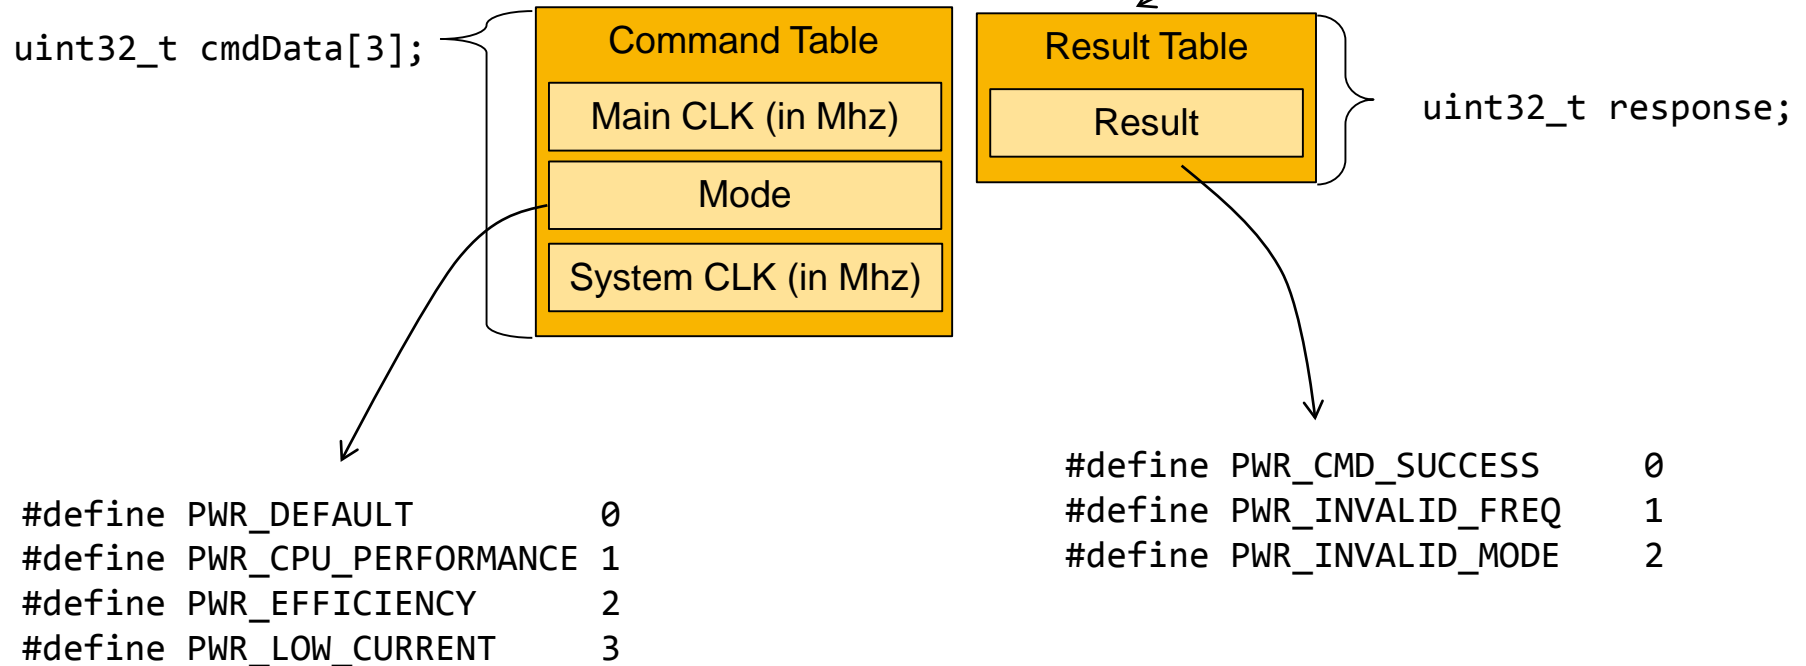 uint32_t cmdData[3];
Command Table
Main CLK (in Mhz)
Mode
System CLK (in Mhz)
Result Table
Result
uint32_t response;
#define PWR_DEFAULT 0
#define PWR_CPU_PERFORMANCE 1
#define PWR_EFFICIENCY 2
#define PWR_LOW_CURRENT 3
#define PWR_CMD_SUCCESS 0
#define PWR_INVALID_FREQ 1
#define PWR_INVALID_MODE 2